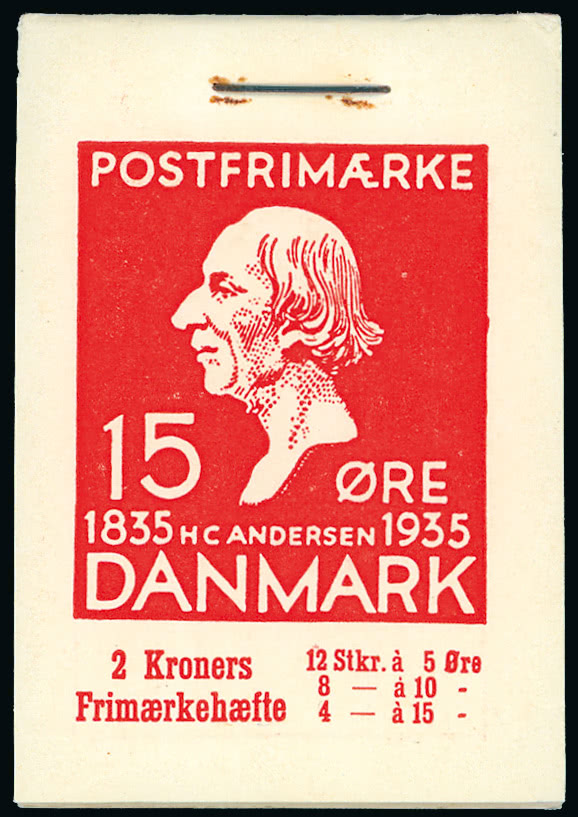 POSTFRIMÆRKE
15 ØRE
1835 H C ANDERSEN 1935
DANMARK
2 Kroners
Frimærkehæfte
12 Stkr. à 5 Øre
8 — à 10 -
4 — à 15 -